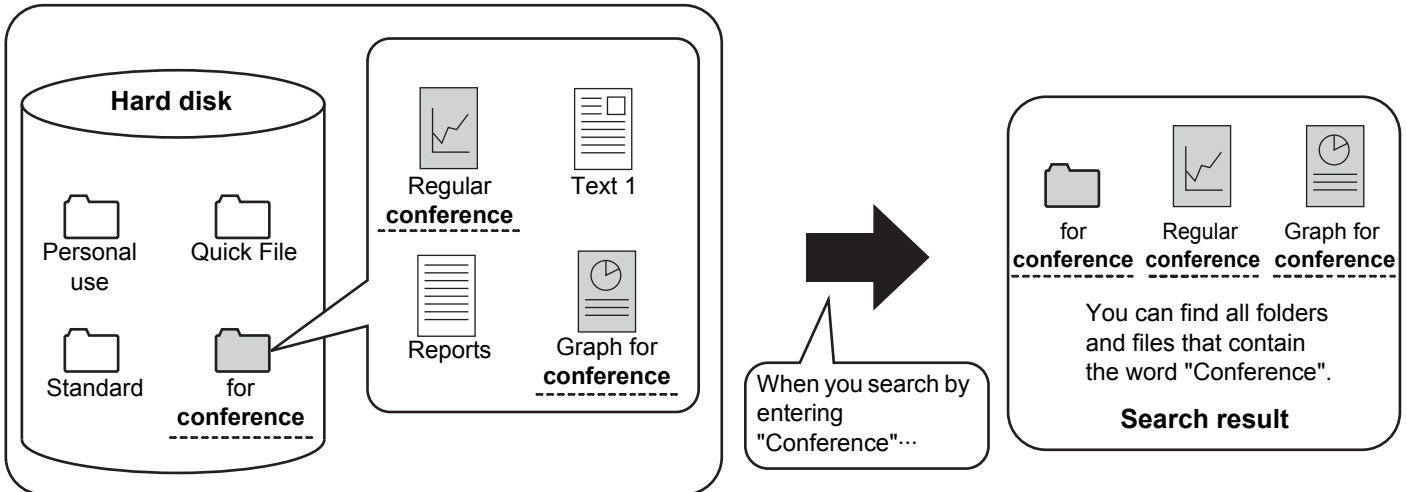 Hard disk
Personal
use
Quick File
Standard
for
conference
Regular
conference
Text 1
Reports
Graph for
conference
When you search by
entering
"Conference"···
for
conference
Regular
conference
Graph for
conference
You can find all folders
and files that contain
the word "Conference".
Search result